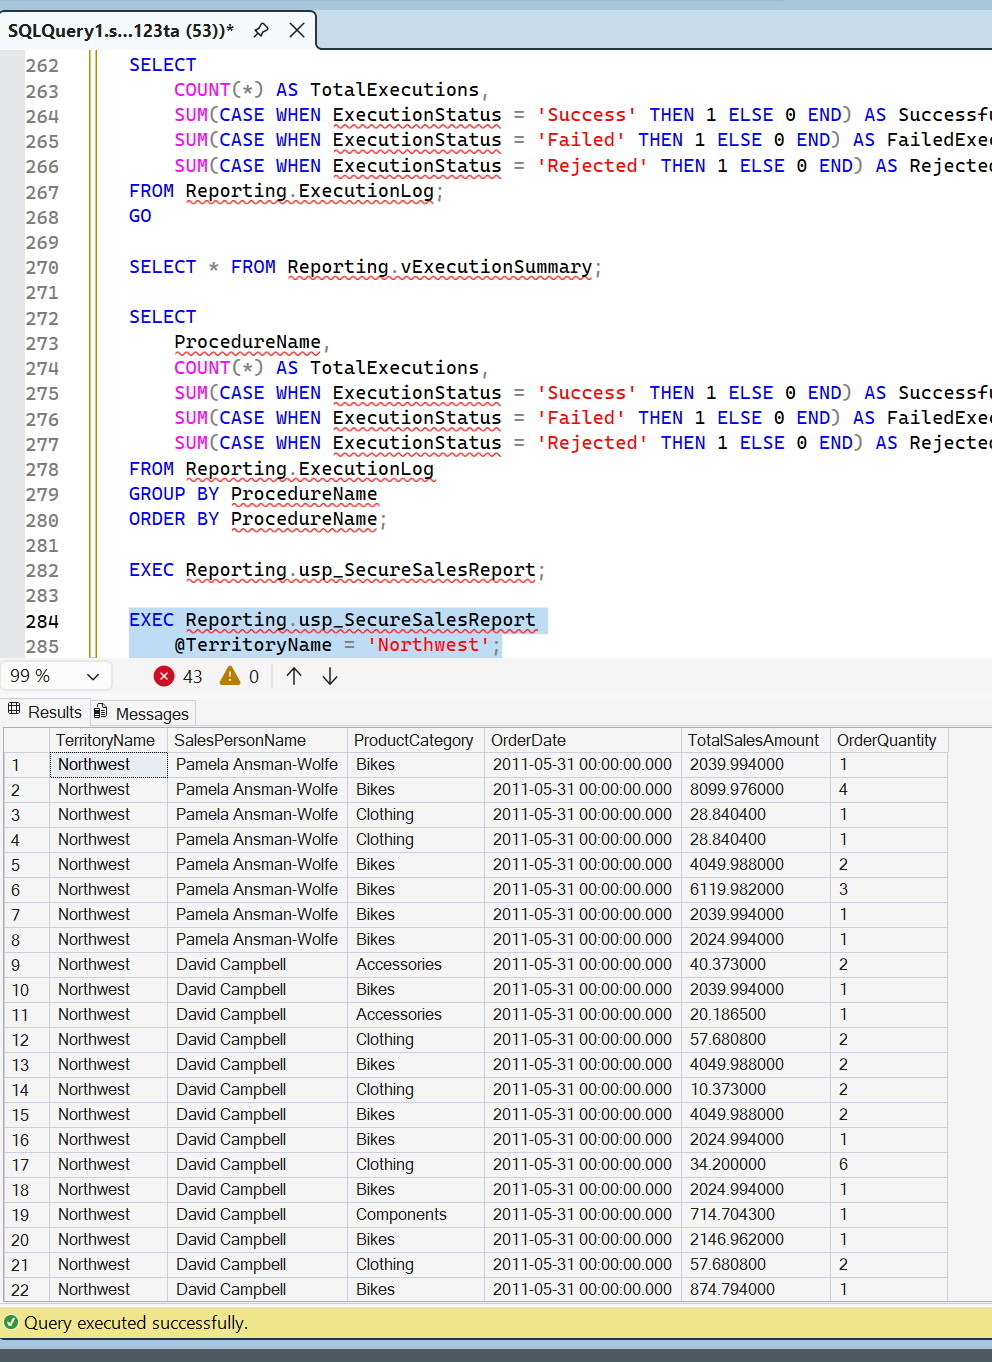 SQLQuery1.s...123ta (53))*
262 SELECT
263 COUNT(*) AS TotalExecutions,
264 SUM(CASE WHEN ExecutionStatus = 'Success' THEN 1 ELSE 0 END) AS Successfu
265 SUM(CASE WHEN ExecutionStatus = 'Failed' THEN 1 ELSE 0 END) AS FailedExec
266 SUM(CASE WHEN ExecutionStatus = 'Rejected' THEN 1 ELSE 0 END) AS Rejected
267 FROM Reporting.ExecutionLog;
268 GO
269
270 SELECT * FROM Reporting.vExecutionSummary;
271
272 SELECT
273 ProcedureName,
274 COUNT(*) AS TotalExecutions,
275 SUM(CASE WHEN ExecutionStatus = 'Success' THEN 1 ELSE 0 END) AS Successfu
276 SUM(CASE WHEN ExecutionStatus = 'Failed' THEN 1 ELSE 0 END) AS FailedExec
277 SUM(CASE WHEN ExecutionStatus = 'Rejected' THEN 1 ELSE 0 END) AS Rejected
278 FROM Reporting.ExecutionLog
279 GROUP BY ProcedureName
280 ORDER BY ProcedureName;
281
282 EXEC Reporting.usp_SecureSalesReport;
283
284 EXEC Reporting.usp_SecureSalesReport
285 @TerritoryName = 'Northwest';
99 % 43 0
Results Messages
TerritoryName SalesPersonName ProductCategory OrderDate TotalSalesAmount OrderQuantity
1 Northwest Pamela Ansman-Wolfe Bikes 2011-05-31 00:00:00.000 2039.994000 1
2 Northwest Pamela Ansman-Wolfe Bikes 2011-05-31 00:00:00.000 8099.976000 4
3 Northwest Pamela Ansman-Wolfe Clothing 2011-05-31 00:00:00.000 28.840400 1
4 Northwest Pamela Ansman-Wolfe Clothing 2011-05-31 00:00:00.000 28.840400 1
5 Northwest Pamela Ansman-Wolfe Bikes 2011-05-31 00:00:00.000 4049.988000 2
6 Northwest Pamela Ansman-Wolfe Bikes 2011-05-31 00:00:00.000 6119.982000 3
7 Northwest Pamela Ansman-Wolfe Bikes 2011-05-31 00:00:00.000 2039.994000 1
8 Northwest Pamela Ansman-Wolfe Bikes 2011-05-31 00:00:00.000 2024.994000 1
9 Northwest David Campbell Accessories 2011-05-31 00:00:00.000 40.373000 2
10 Northwest David Campbell Bikes 2011-05-31 00:00:00.000 2039.994000 1
11 Northwest David Campbell Accessories 2011-05-31 00:00:00.000 20.186500 1
12 Northwest David Campbell Clothing 2011-05-31 00:00:00.000 57.680800 2
13 Northwest David Campbell Bikes 2011-05-31 00:00:00.000 4049.988000 2
14 Northwest David Campbell Clothing 2011-05-31 00:00:00.000 10.373000 2
15 Northwest David Campbell Bikes 2011-05-31 00:00:00.000 4049.988000 2
16 Northwest David Campbell Bikes 2011-05-31 00:00:00.000 2024.994000 1
17 Northwest David Campbell Clothing 2011-05-31 00:00:00.000 34.200000 6
18 Northwest David Campbell Bikes 2011-05-31 00:00:00.000 2024.994000 1
19 Northwest David Campbell Components 2011-05-31 00:00:00.000 714.704300 1
20 Northwest David Campbell Bikes 2011-05-31 00:00:00.000 2146.962000 1
21 Northwest David Campbell Clothing 2011-05-31 00:00:00.000 57.680800 2
22 Northwest David Campbell Bikes 2011-05-31 00:00:00.000 874.794000 1
Query executed successfully.